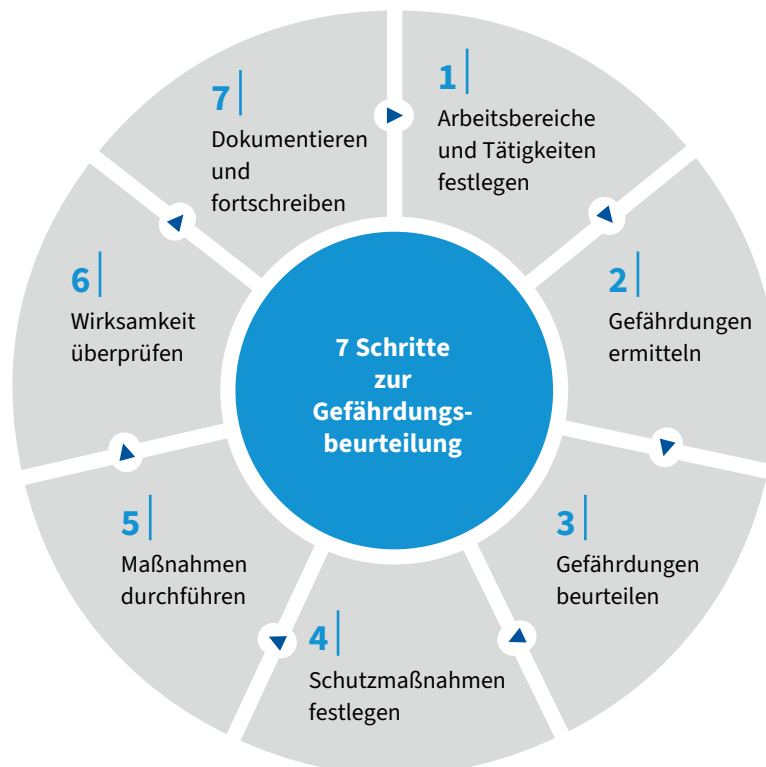 7 Schritte
zur
Gefährdungs-
beurteilung
1
Arbeitsbereiche
und Tätigkeiten
festlegen
2
Gefährdungen
ermitteln
3
Gefährdungen
beurteilen
4
Schutzmaßnahmen
festlegen
5
Maßnahmen
durchführen
6
Wirksamkeit
überprüfen
7
Dokumentieren
und
fortschreiben